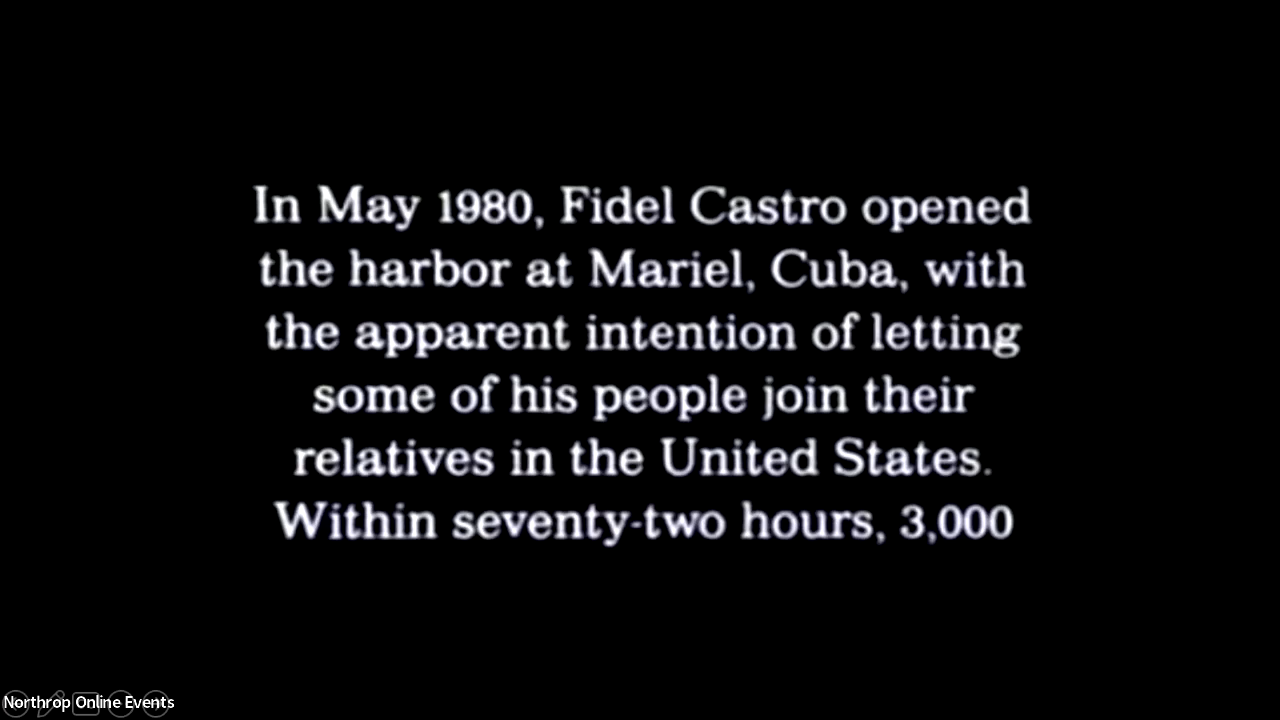 In May 1980, Fidel Castro opened
the harbor at Mariel, Cuba, with
the apparent intention of letting
some of his people join their
relatives in the United States.
Within seventy-two hours, 3,000
Northrop Online Events